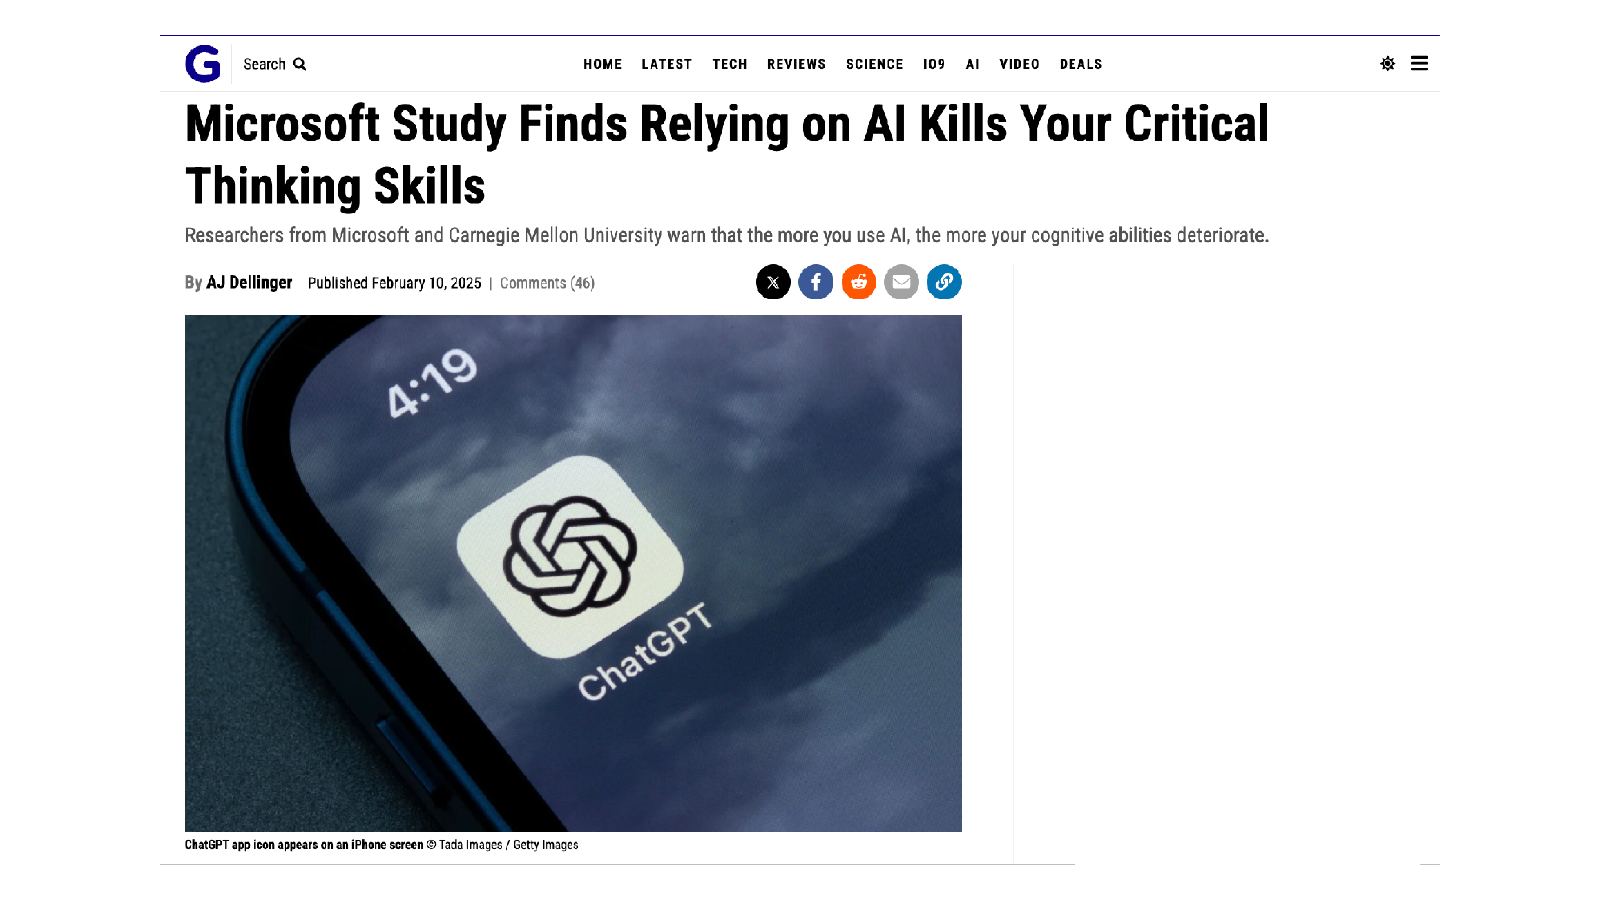 G
Search
HOME LATEST TECH REVIEWS SCIENCE IO9 AI VIDEO DEALS
Microsoft Study Finds Relying on AI Kills Your Critical
Thinking Skills
Researchers from Microsoft and Carnegie Mellon University warn that the more you use AI, the more your cognitive abilities deteriorate.
By AJ Dellinger Published February 10, 2025 | Comments (46)
4:19
ChatGPT
ChatGPT app icon appears on an iPhone screen © Tada Images / Getty Images